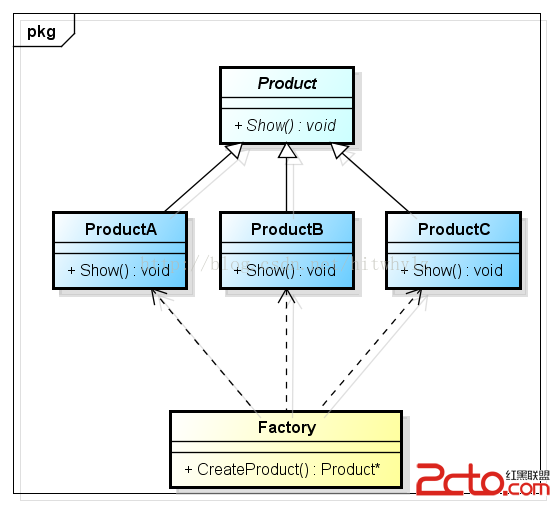 pkg
Product
+ Show() : void
ProductA
ProductB
ProductC
+ Show() : void
+ Show() : void
+ Show() : void
Factory
+ CreateProduct() : Product*
2cto
红黑联盟
.com